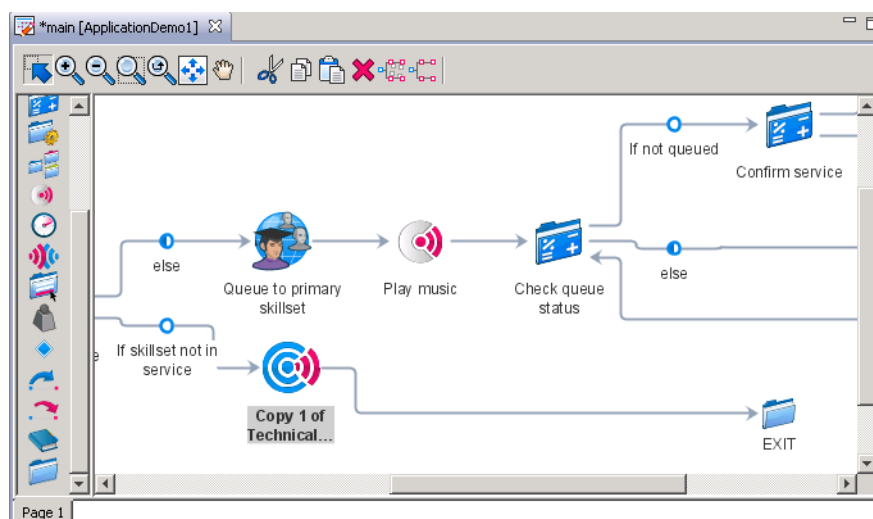 *main [ApplicationDemo1]
If not queued
Confirm service
else
Queue to primary
skillset
Play music
Check queue
status
else
If skillset not in
service
e
Copy 1 of
Technical...
EXIT
Page 1